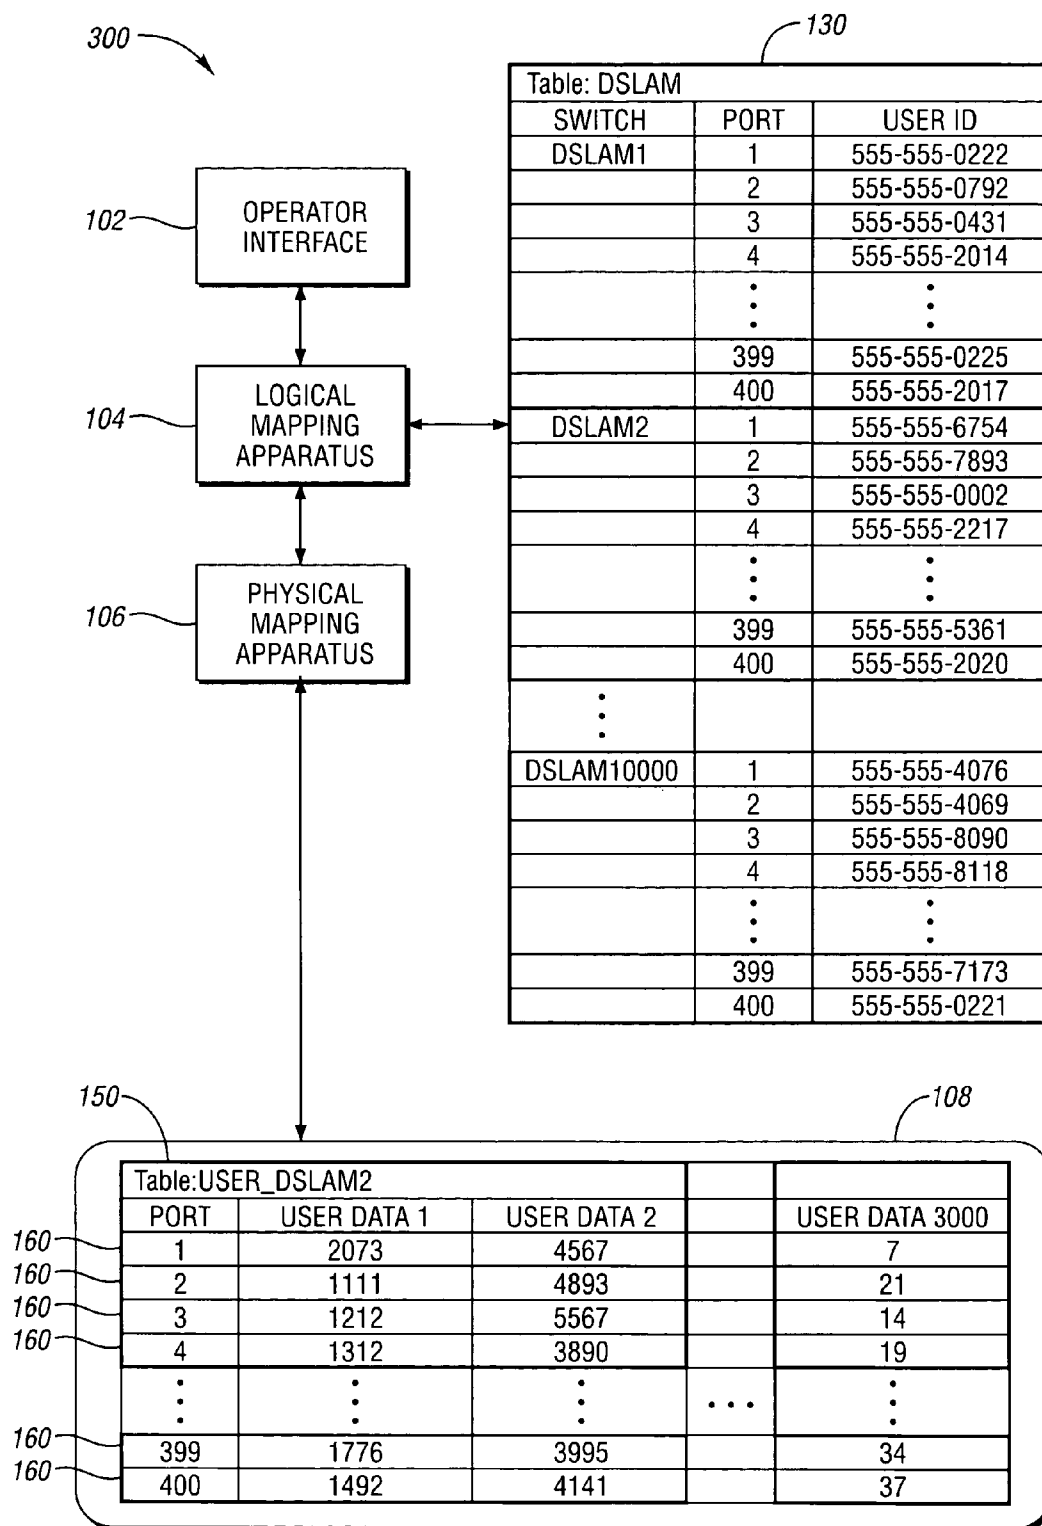 300
130
102
OPERATOR
INTERFACE
104
LOGICAL
MAPPING
APPARATUS
106
PHYSICAL
MAPPING
APPARATUS
Table: DSLAM
SWITCH PORT USER ID
DSLAM1 1 555-555-0222
2 555-555-0792
3 555-555-0431
4 555-555-2014
399 555-555-0225
400 555-555-2017
DSLAM2 1 555-555-6754
2 555-555-7893
3 555-555-0002
4 555-555-2217
399 555-555-5361
400 555-555-2020
DSLAM10000 1 555-555-4076
2 555-555-4069
3 555-555-8090
4 555-555-8118
399 555-555-7173
400 555-555-0221
150
108
Table:USER_DSLAM2
PORT USER DATA 1 USER DATA 2 USER DATA 3000
160 1 2073 4567 7
160 2 1111 4893 21
160 3 1212 5567 14
160 4 1312 3890 19
160 399 1776 3995 34
160 400 1492 4141 37